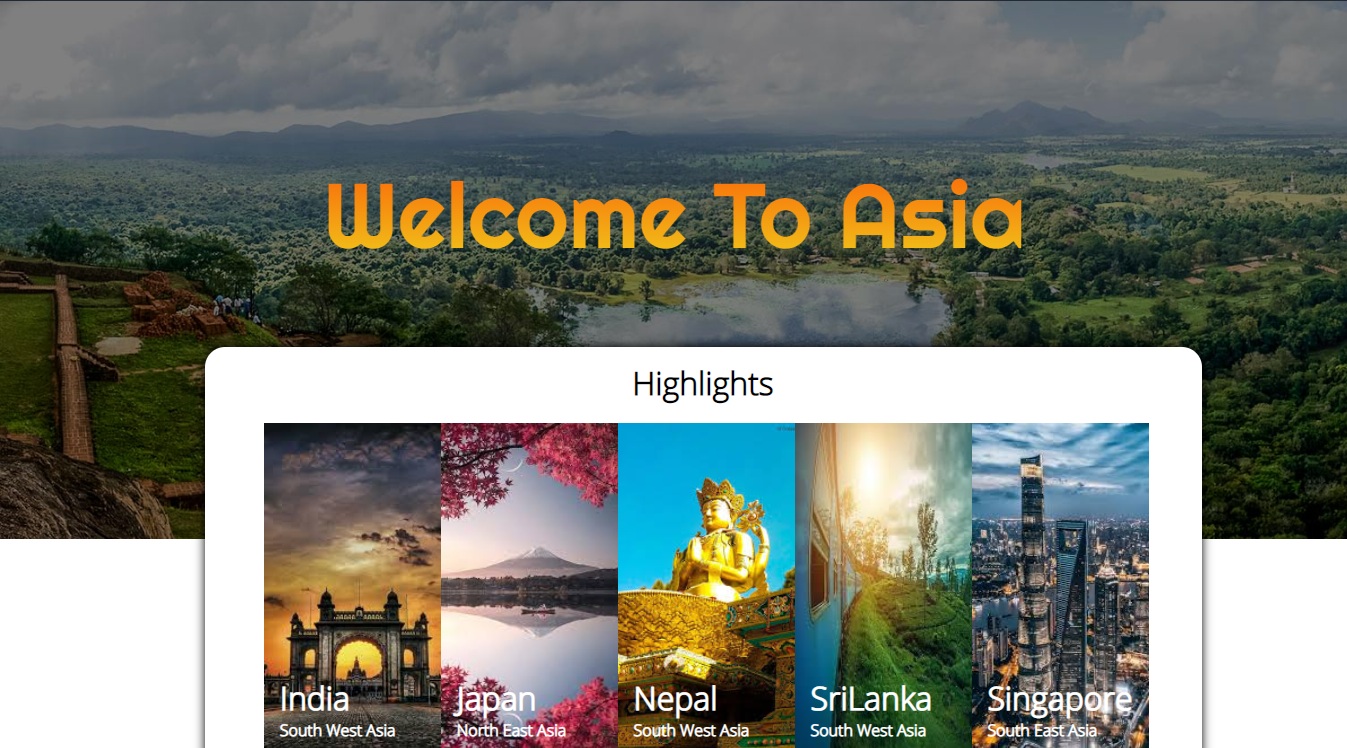 Welcome To Asia
Highlights
India
South West Asia
Japan
North East Asia
Nepal
South West Asia
SriLanka
South West Asia
Singapore
South East Asia